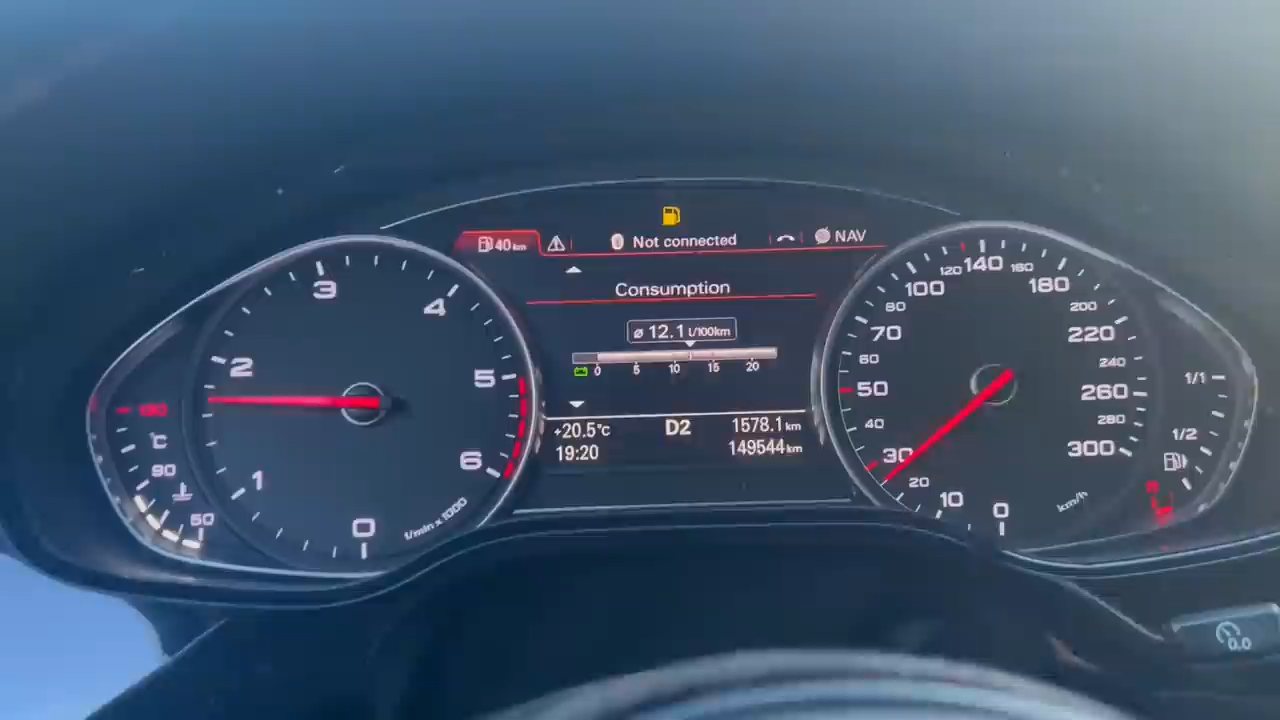 40 km
Not connected
NAV
Consumption
ø 12.1 l/100km
0 5 10 15 20
+20.5°C
D2
1578.1 km
19:20
149544 km
0
1
2
3
4
5
6
1/min x 1000
130
°C
90
50
0
10
20
30
40
50
60
70
80
100
120
140
160
180
200
220
240
260
280
300
km/h
1/1
1/2
R
0.0